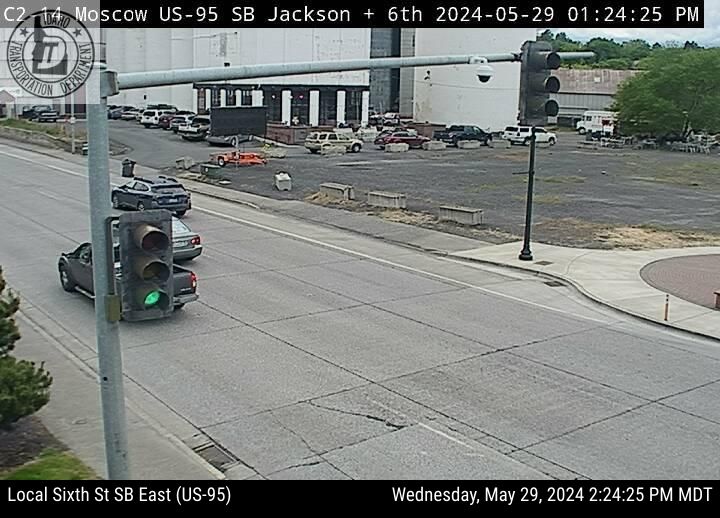 C2.14 Moscow US-95 SB Jackson + 6th 2024-05-29 01:24:25 PM
IDAHO
TRANSPORTATION DEPARTMENT
Local Sixth St SB East (US-95)
Wednesday, May 29, 2024 2:24:25 PM MDT